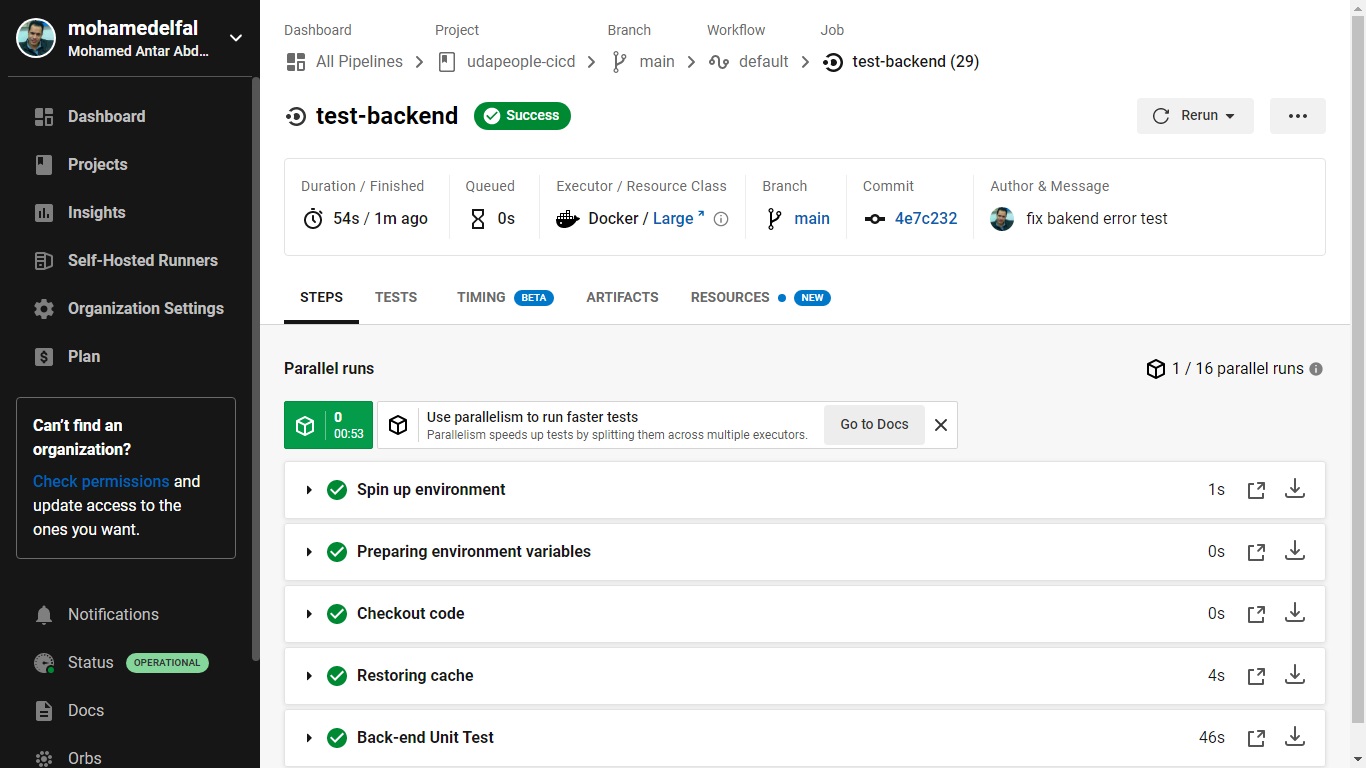 mohamedelfal
Mohamed Antar Abd...
Dashboard
Projects
Insights
Self-Hosted Runners
Organization Settings
Plan
Can't find an
organization?
Check permissions and
update access to the
ones you want.
Notifications
Status OPERATIONAL
Docs
Orbs
Dashboard Project Branch Workflow Job
All Pipelines udapeople-cicd main default test-backend (29)
test-backend Success Rerun
Duration / Finished Queued Executor / Resource Class Branch Commit Author & Message
54s / 1m ago 0s Docker / Large main 4e7c232 fix bakend error test
STEPS TESTS TIMING BETA ARTIFACTS RESOURCES NEW
Parallel runs 1 / 16 parallel runs
0
00:53
Use parallelism to run faster tests
Parallelism speeds up tests by splitting them across multiple executors.
Go to Docs
Spin up environment 1s
Preparing environment variables 0s
Checkout code 0s
Restoring cache 4s
Back-end Unit Test 46s